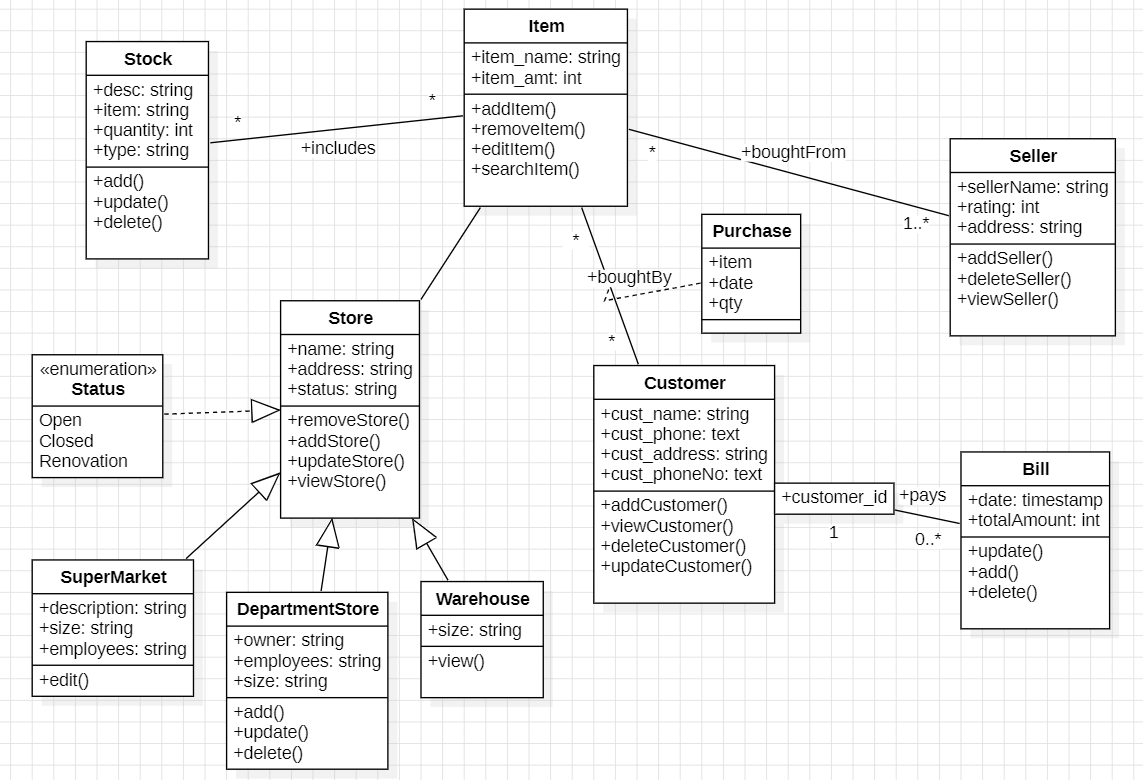 Item
+item_name: string
+item_amt: int
+addItem()
+removeItem()
+editItem()
+searchItem()
Stock
+desc: string
+item: string
+quantity: int
+type: string
+add()
+update()
+delete()
*
*
+includes
*
+boughtFrom
1..*
Seller
+sellerName: string
+rating: int
+address: string
+addSeller()
+deleteSeller()
+viewSeller()
*
+boughtBy
*
Purchase
+item
+date
+qty
Store
+name: string
+address: string
+status: string
+removeStore()
+addStore()
+updateStore()
+viewStore()
«enumeration»
Status
Open
Closed
Renovation
Customer
+cust_name: string
+cust_phone: text
+cust_address: string
+cust_phoneNo: text
+addCustomer()
+viewCustomer()
+deleteCustomer()
+updateCustomer()
+customer_id
+pays
1
0..*
Bill
+date: timestamp
+totalAmount: int
+update()
+add()
+delete()
SuperMarket
+description: string
+size: string
+employees: string
+edit()
DepartmentStore
+owner: string
+employees: string
+size: string
+add()
+update()
+delete()
Warehouse
+size: string
+view()